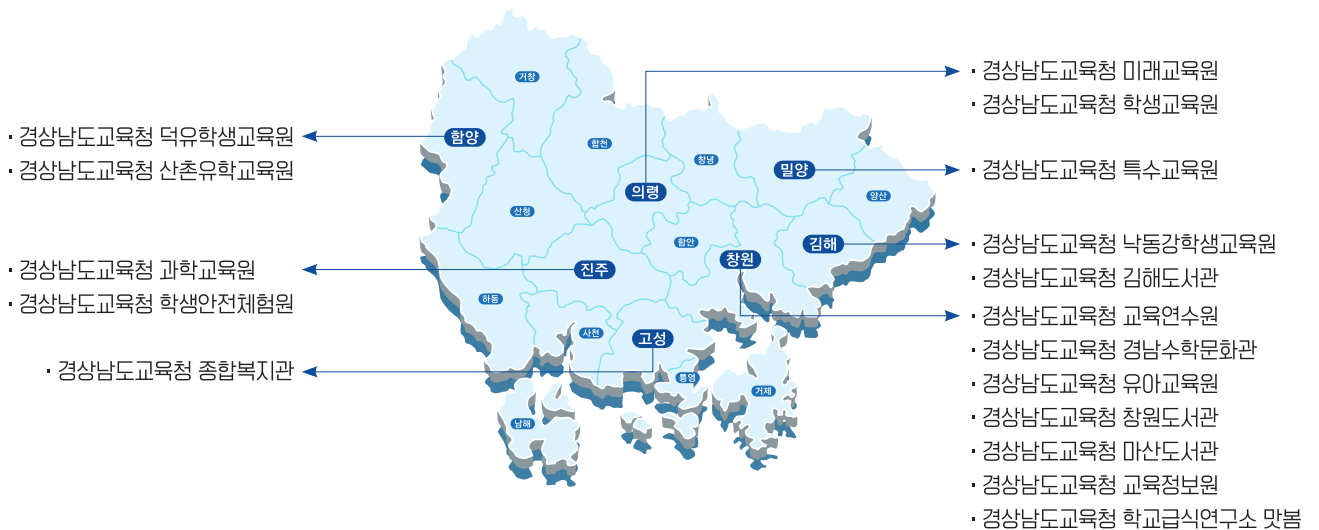 · 경상남도교육청 덕유학생교육원
· 경상남도교육청 산촌유학교육원
· 경상남도교육청 과학교육원
· 경상남도교육청 학생안전체험원
· 경상남도교육청 종합복지관
거창
함양
합천
창녕
밀양
양산
의령
산청
함안
김해
창원
진주
하동
사천
고성
통영
거제
남해
· 경상남도교육청 미래교육원
· 경상남도교육청 학생교육원
· 경상남도교육청 특수교육원
· 경상남도교육청 낙동강학생교육원
· 경상남도교육청 김해도서관
· 경상남도교육청 교육연수원
· 경상남도교육청 경남수학문화관
· 경상남도교육청 유아교육원
· 경상남도교육청 창원도서관
· 경상남도교육청 마산도서관
· 경상남도교육청 교육정보원
· 경상남도교육청 학교급식연구소 맛봄